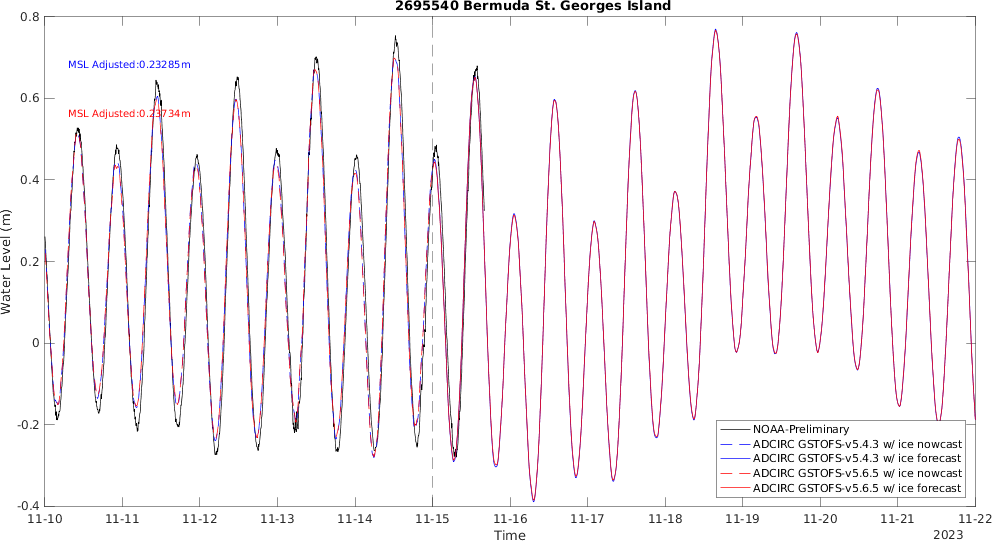 2695540 Bermuda St. Georges Island
0.8
0.6
0.4
0.2
0
-0.2
-0.4
Water Level (m)
MSL Adjusted:0.23285m
MSL Adjusted:0.23734m
NOAA-Preliminary
ADCIRC GSTOFS-v5.4.3 w/ ice nowcast
ADCIRC GSTOFS-v5.4.3 w/ ice forecast
ADCIRC GSTOFS-v5.6.5 w/ ice nowcast
ADCIRC GSTOFS-v5.6.5 w/ ice forecast
11-10 11-11 11-12 11-13 11-14 11-15 11-16 11-17 11-18 11-19 11-20 11-21 11-22
Time
2023